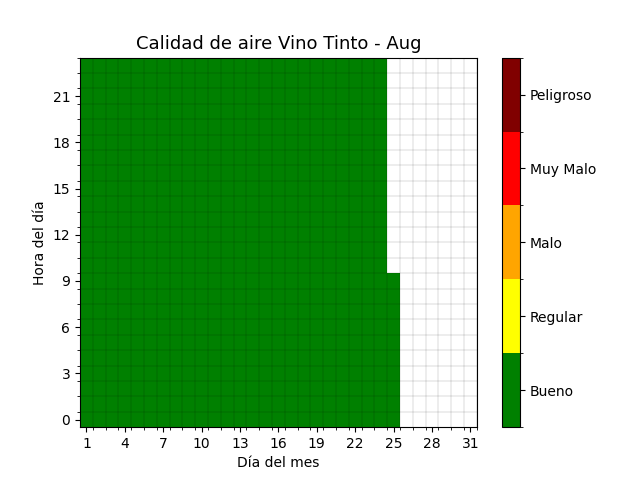 Calidad de aire Vino Tinto - Aug
Hora del día
21
18
15
12
9
6
3
0
1 4 7 10 13 16 19 22 25 28 31
Día del mes
Peligroso
Muy Malo
Malo
Regular
Bueno